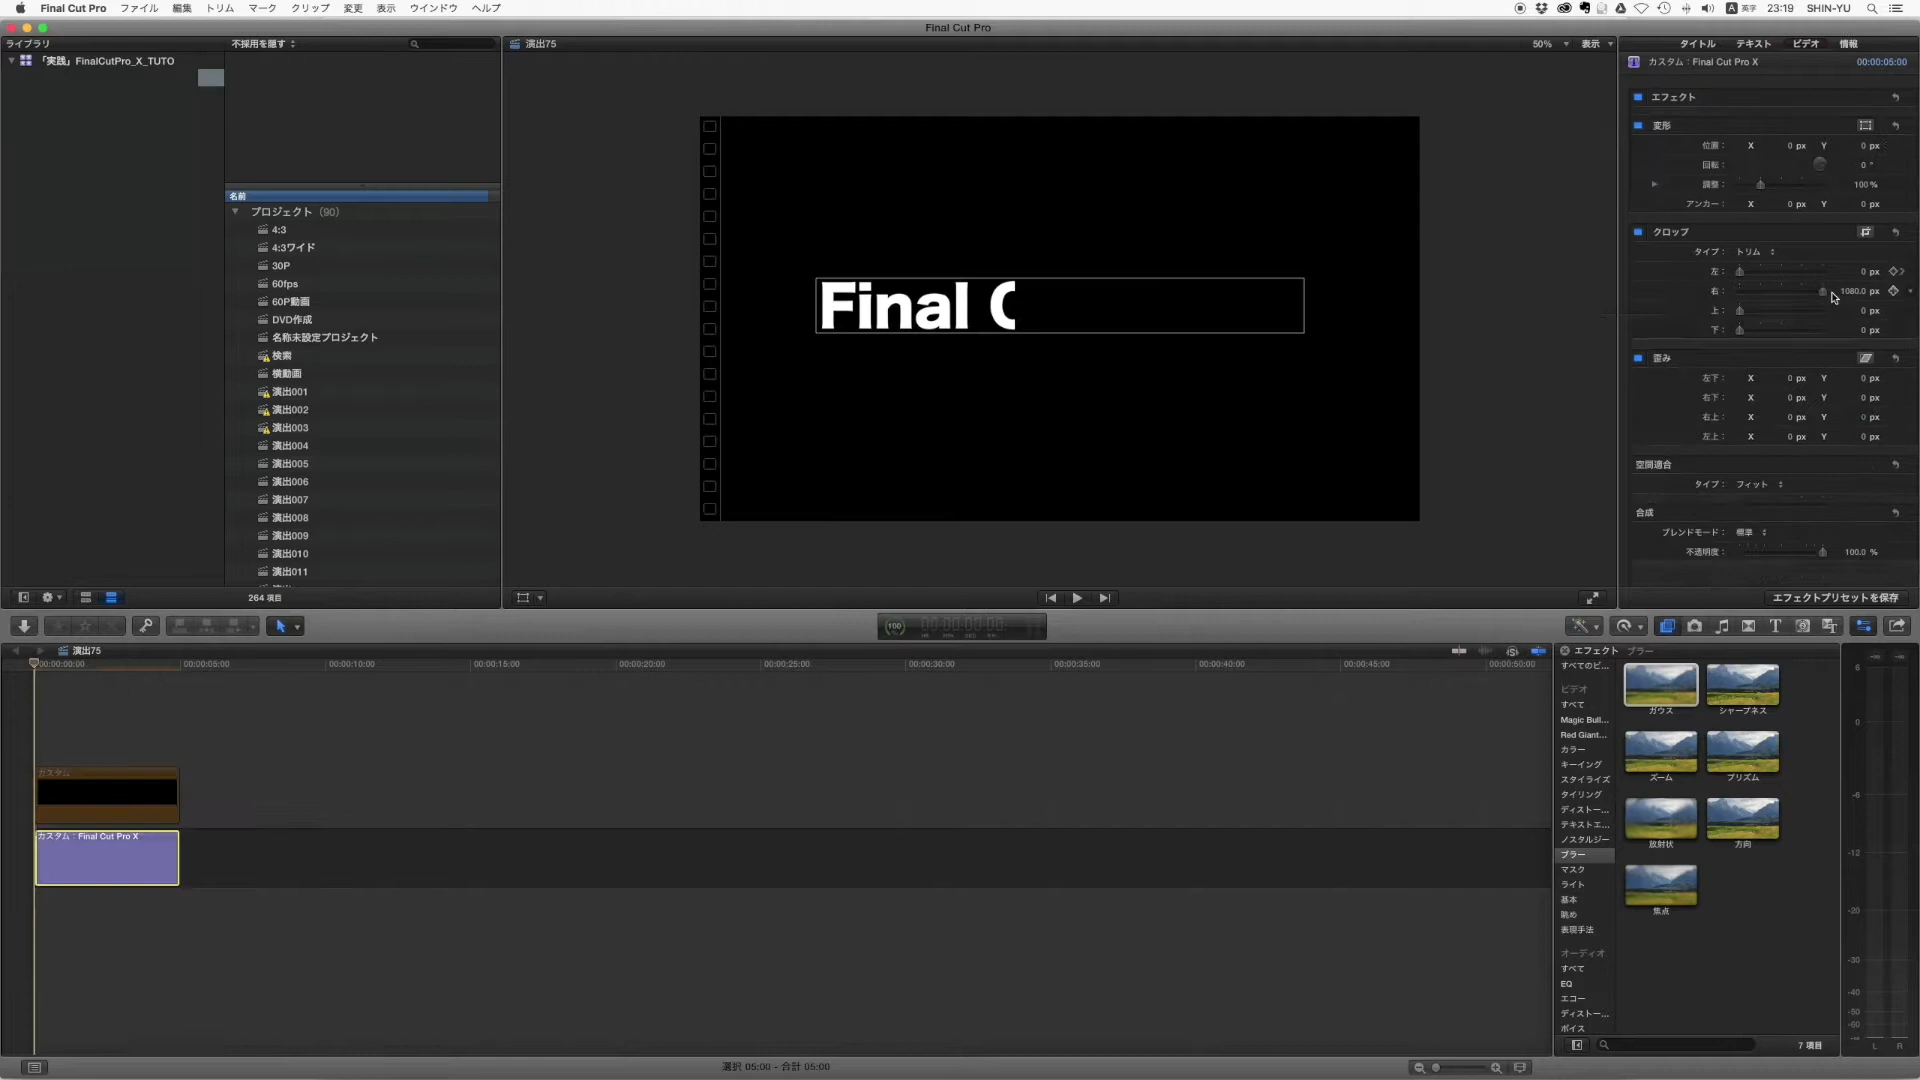 Final Cut Pro ファイル 編集 トリム マーク クリップ 変更 表示 ウインドウ ヘルプ
A 英字 23:19 SHIN-YU
Final Cut Pro
ライブラリ
不採用を隠す
演出75
50% 表示
タイトル テキスト ビデオ 情報
「実践」FinalCutPro_X_TUTO
カスタム：Final Cut Pro X 00:00:05:00
エフェクト
変形
位置： X 0 px Y 0 px
回転： 0 °
調整： 100 %
アンカー： X 0 px Y 0 px
クロップ
タイプ： トリム
左： 0 px
右： 1080.0 px
上： 0 px
下： 0 px
歪み
左下： X 0 px Y 0 px
右下： X 0 px Y 0 px
右上： X 0 px Y 0 px
左上： X 0 px Y 0 px
空間適合
タイプ： フィット
合成
ブレンドモード： 標準
不透明度： 100.0 %
エフェクトプリセットを保存
名前
プロジェクト (90)
4:3
4:3ワイド
30P
60fps
60P動画
DVD作成
名称未設定プロジェクト
検索
横動画
演出001
演出002
演出003
演出004
演出005
演出006
演出007
演出008
演出009
演出010
演出011
264 項目
Final C
100
演出75
00:00:00:00 00:00:05:00 00:00:10:00 00:00:15:00 00:00:20:00 00:00:25:00 00:00:30:00 00:00:35:00 00:00:40:00 00:00:45:00 00:00:50:00
カスタム
カスタム：Final Cut Pro X
エフェクト ブラー
すべてのビ...
ビデオ
すべて
Magic Bull...
Red Giant...
カラー
キーイング
スタイライズ
タイリング
ディストー...
テキストエ...
ノスタルジー
ブラー
マスク
ライト
基本
眺め
表現手法
オーディオ
すべて
EQ
エコー
ディストー...
ボイス
ガウス シャープネス
ズーム プリズム
放射状 方向
焦点
7 項目
6
0
-6
-12
-20
-30
-40
-50
-60
L R
選択 05:00 - 合計 05:00